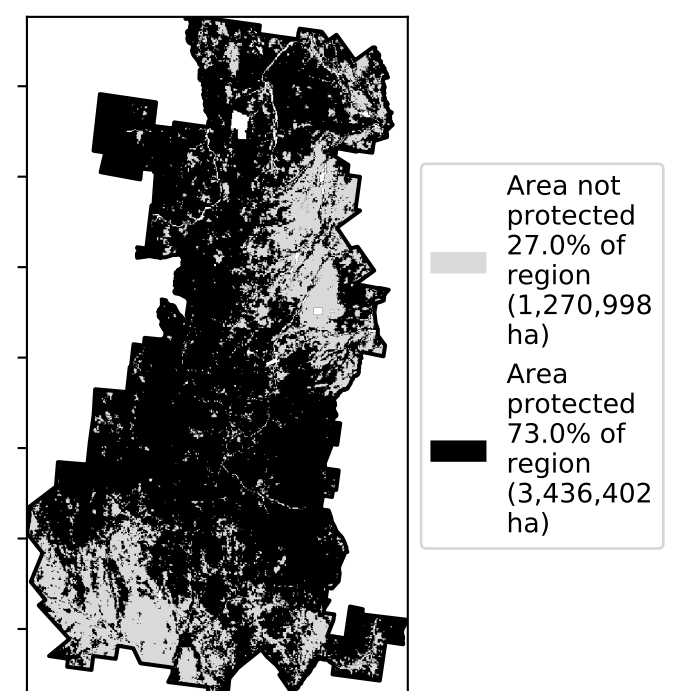 Area not
protected
27.0% of
region
(1,270,998
ha)
Area
protected
73.0% of
region
(3,436,402
ha)